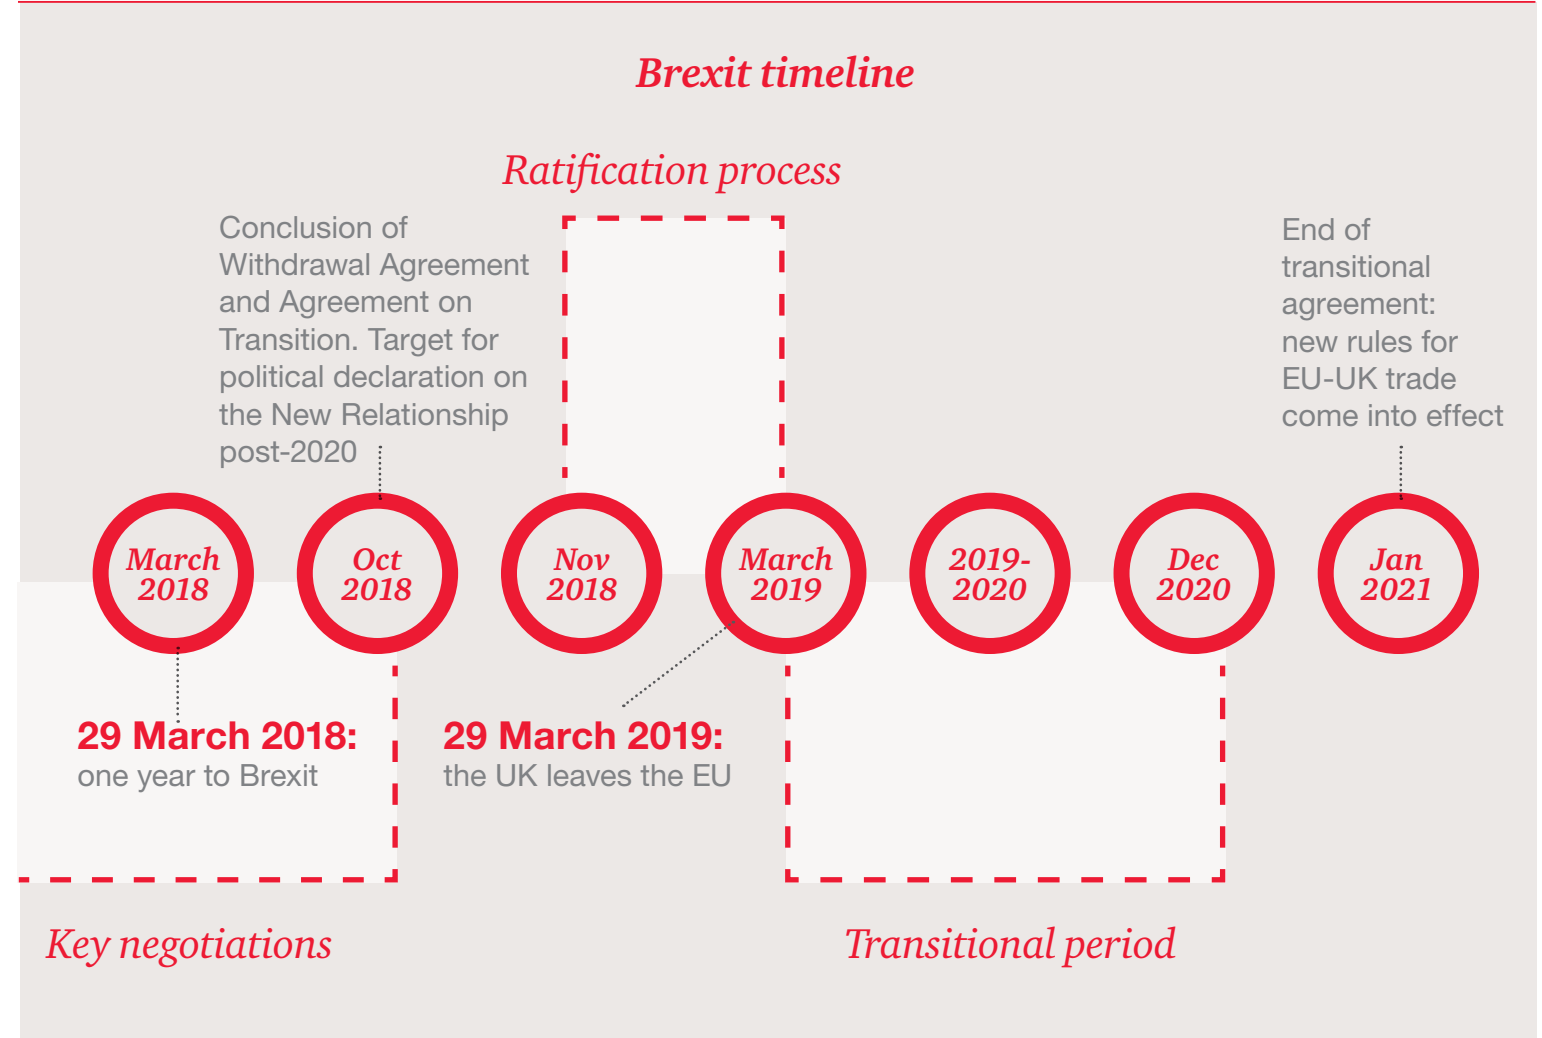 Brexit timeline
Ratification process
Conclusion of
Withdrawal Agreement
and Agreement on
Transition. Target for
political declaration on
the New Relationship
post-2020
End of
transitional
agreement:
new rules for
EU-UK trade
come into effect
March
2018
Oct
2018
Nov
2018
March
2019
2019-
2020
Dec
2020
Jan
2021
29 March 2018:
one year to Brexit
29 March 2019:
the UK leaves the EU
Key negotiations
Transitional period